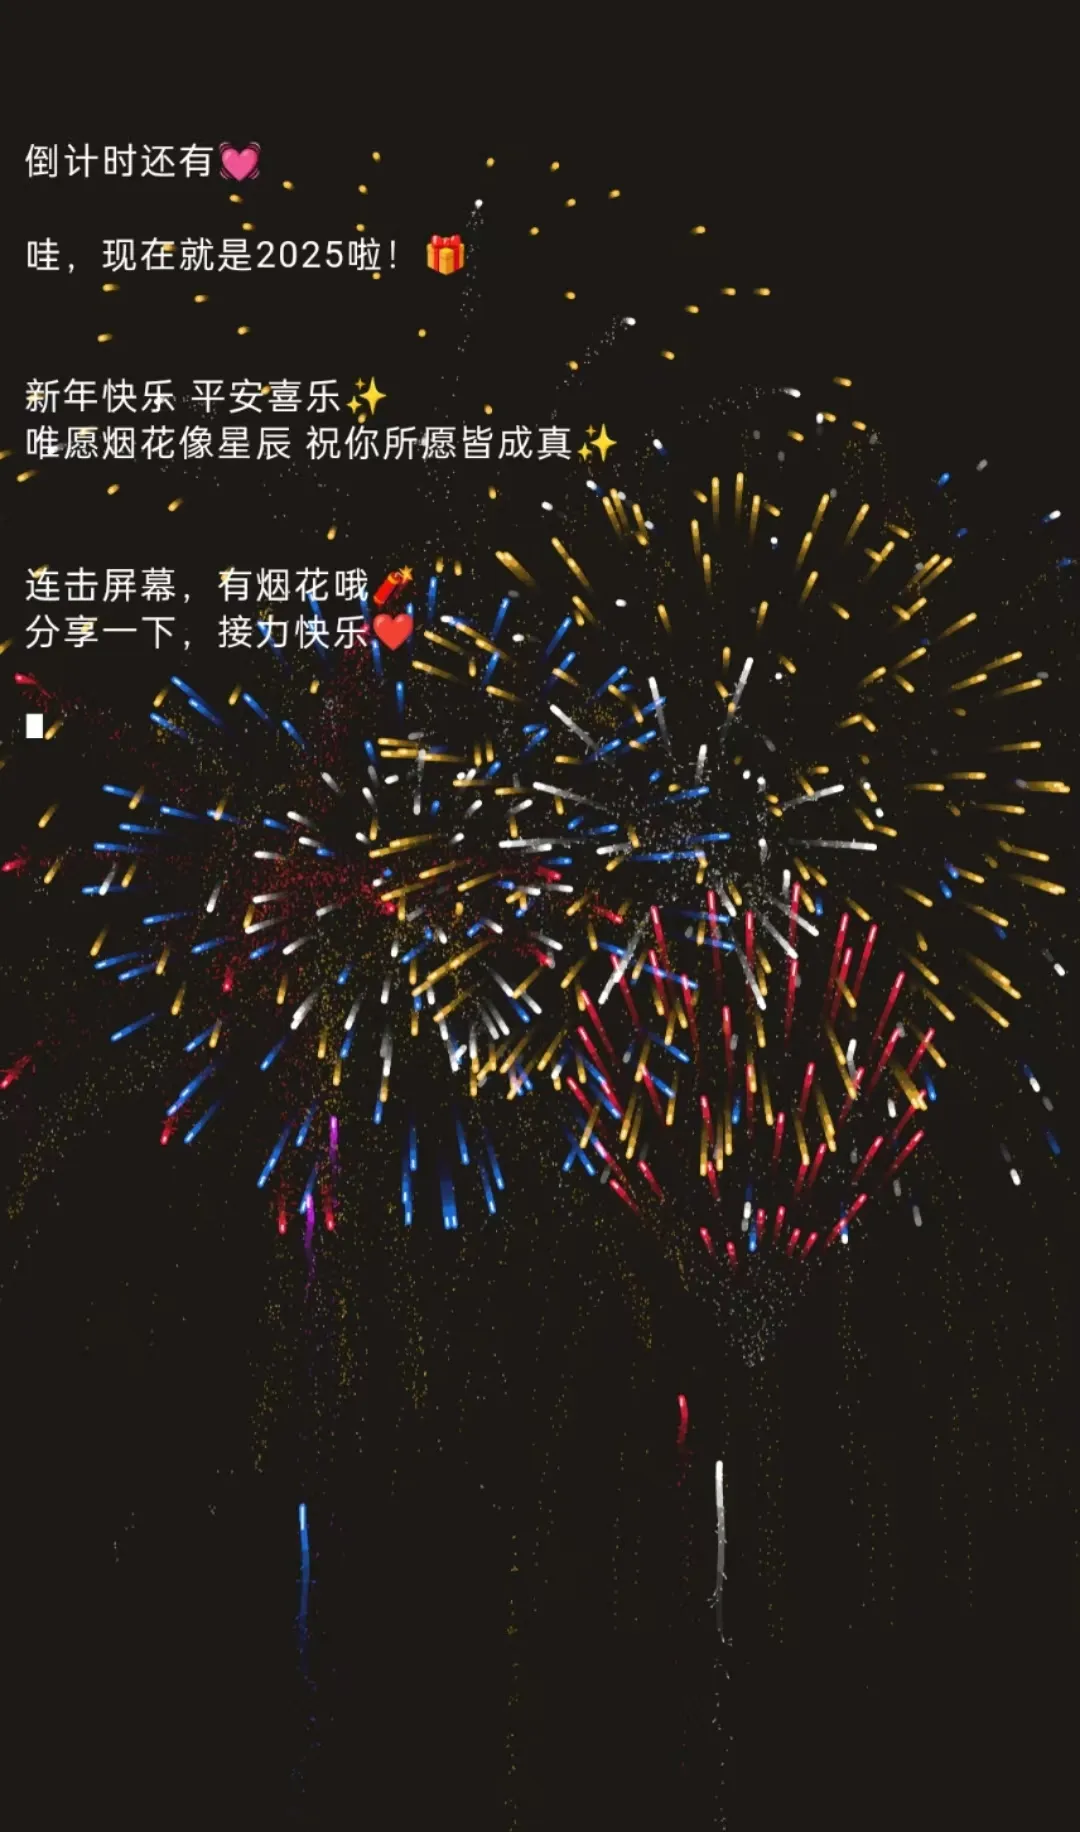 倒计时还有💓
哇，现在就是2025啦！🎁
新年快乐 平安喜乐✨
唯愿烟花像星辰 祝你所愿皆成真✨
连击屏幕，有烟花哦🧨
分享一下，接力快乐❤️